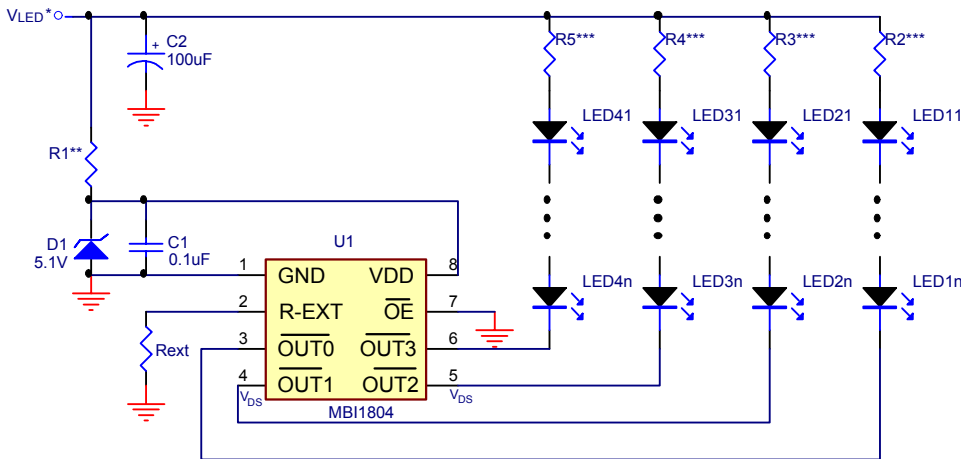 VLED*
C2
+
100uF
R5***
R4***
R3***
R2***
LED41
LED31
LED21
LED11
R1**
D1
5.1V
C1
0.1uF
U1
1
GND
VDD
8
2
R-EXT
OE
7
3
OUT0
OUT3
6
4
OUT1
OUT2
5
VDS
VDS
MBI1804
Rext
LED4n
LED3n
LED2n
LED1n